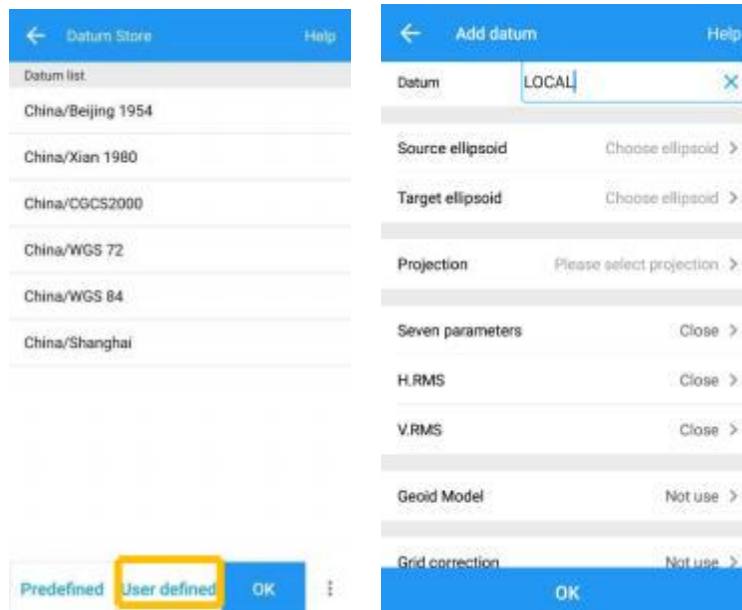 Datum Store
Help
Datum list
China/Beijing 1954
China/Xian 1980
China/CGCS2000
China/WGS 72
China/WGS 84
China/Shanghai
Predefined
User defined
OK
Add datum
Help
Datum LOCAL
Source ellipsoid Choose ellipsoid >
Target ellipsoid Choose ellipsoid >
Projection Please select projection >
Seven parameters Close >
H.RMS Close >
V.RMS Close >
Geoid Model Not use >
Grid correction Not use >
OK